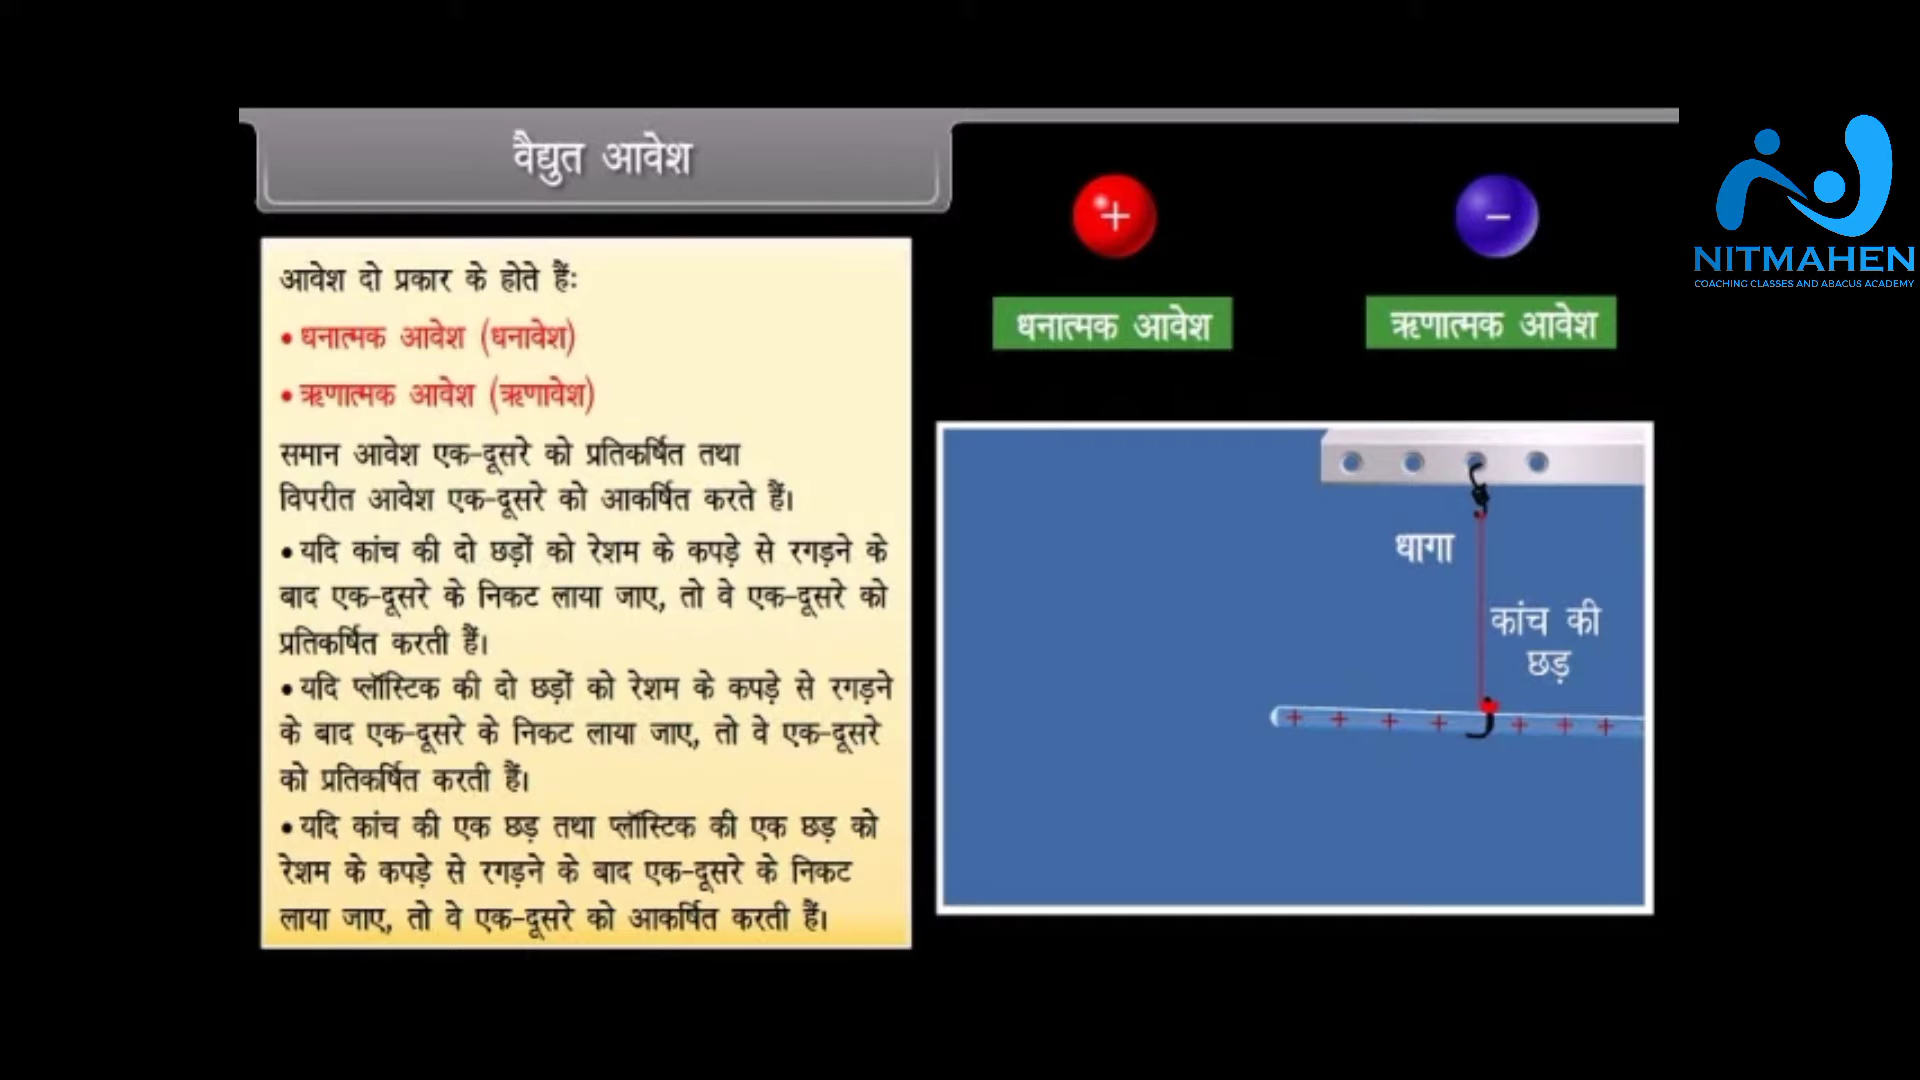 वैद्युत आवेश
आवेश दो प्रकार के होते हैं:
• धनात्मक आवेश (धनावेश)
• ऋणात्मक आवेश (ऋणावेश)
समान आवेश एक-दूसरे को प्रतिकर्षित तथा
विपरीत आवेश एक-दूसरे को आकर्षित करते हैं।
• यदि कांच की दो छड़ों को रेशम के कपड़े से रगड़ने के
बाद एक-दूसरे के निकट लाया जाए, तो वे एक-दूसरे को
प्रतिकर्षित करती हैं।
• यदि प्लॉस्टिक की दो छड़ों को रेशम के कपड़े से रगड़ने
के बाद एक-दूसरे के निकट लाया जाए, तो वे एक-दूसरे
को प्रतिकर्षित करती हैं।
• यदि कांच की एक छड़ तथा प्लॉस्टिक की एक छड़ को
रेशम के कपड़े से रगड़ने के बाद एक-दूसरे के निकट
लाया जाए, तो वे एक-दूसरे को आकर्षित करती हैं।
+
−
धनात्मक आवेश
ऋणात्मक आवेश
धागा
कांच की
छड़
+ + + + + + +
NITMAHEN
COACHING CLASSES AND ABACUS ACADEMY